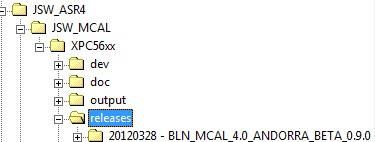 JSW_ASR4
JSW_MCAL
XPC56xx
dev
doc
output
releases
20120328 - BLN_MCAL_4.0_ANDORRA_BETA_0.9.0